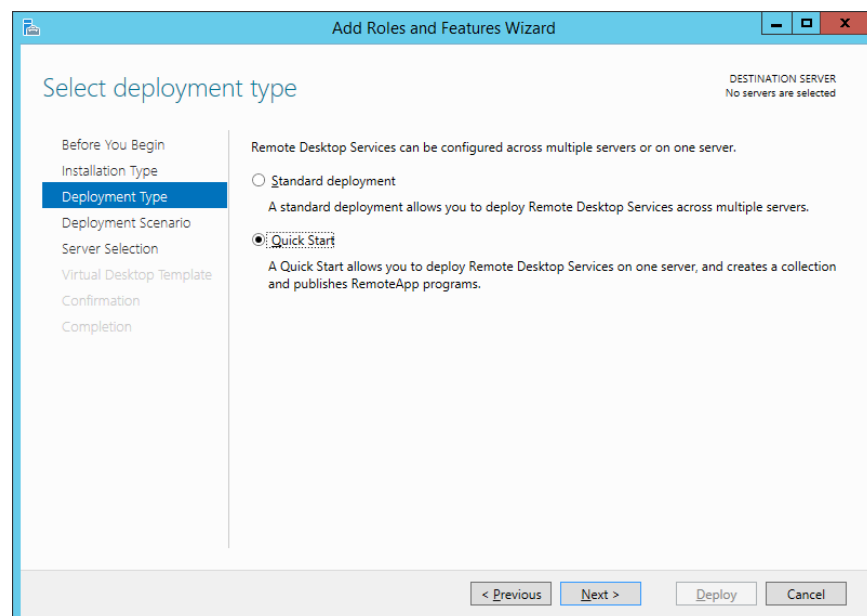 Add Roles and Features Wizard
Select deployment type
DESTINATION SERVER
No servers are selected
Before You Begin
Installation Type
Deployment Type
Deployment Scenario
Server Selection
Virtual Desktop Template
Confirmation
Completion
Remote Desktop Services can be configured across multiple servers or on one server.
Standard deployment
A standard deployment allows you to deploy Remote Desktop Services across multiple servers.
Quick Start
A Quick Start allows you to deploy Remote Desktop Services on one server, and creates a collection
and publishes RemoteApp programs.
< Previous
Next >
Deploy
Cancel